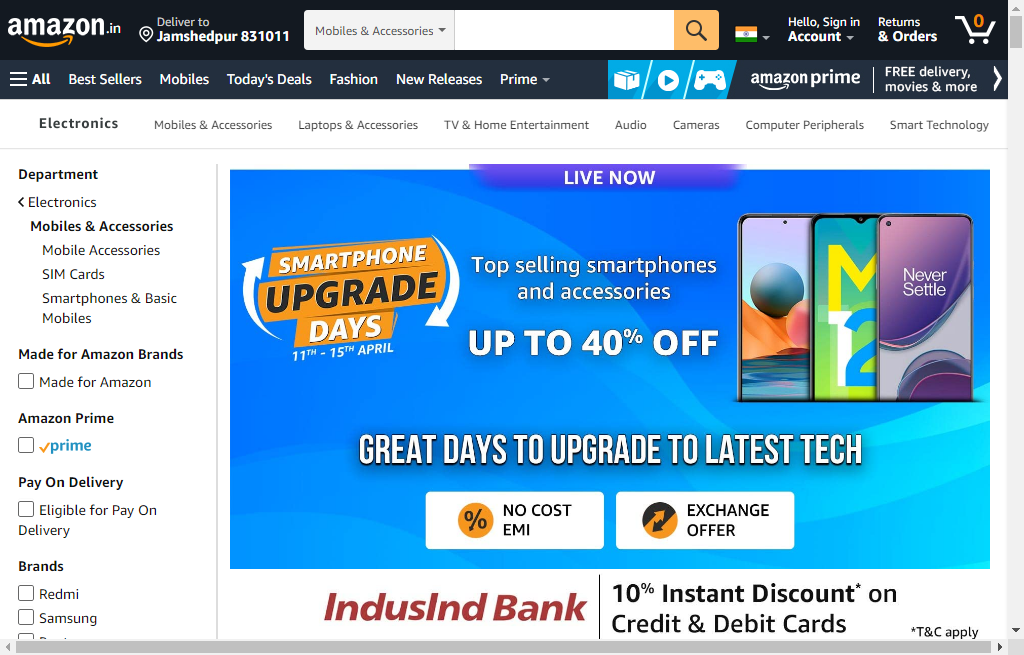 amazon.in
Deliver to
Jamshedpur 831011
Mobiles & Accessories
Hello, Sign in
Account
Returns
& Orders
0
All
Best Sellers
Mobiles
Today's Deals
Fashion
New Releases
Prime
amazon prime
FREE delivery,
movies & more
Electronics
Mobiles & Accessories
Laptops & Accessories
TV & Home Entertainment
Audio
Cameras
Computer Peripherals
Smart Technology
Department
Electronics
Mobiles & Accessories
Mobile Accessories
SIM Cards
Smartphones & Basic
Mobiles
Made for Amazon Brands
Made for Amazon
Amazon Prime
prime
Pay On Delivery
Eligible for Pay On
Delivery
Brands
Redmi
Samsung
LIVE NOW
SMARTPHONE
UPGRADE
DAYS
11TH - 15TH APRIL
Top selling smartphones
and accessories
UP TO 40% OFF
M
12
Never
Settle
GREAT DAYS TO UPGRADE TO LATEST TECH
% NO COST
EMI
EXCHANGE
OFFER
IndusInd Bank
10% Instant Discount* on
Credit & Debit Cards
*T&C apply